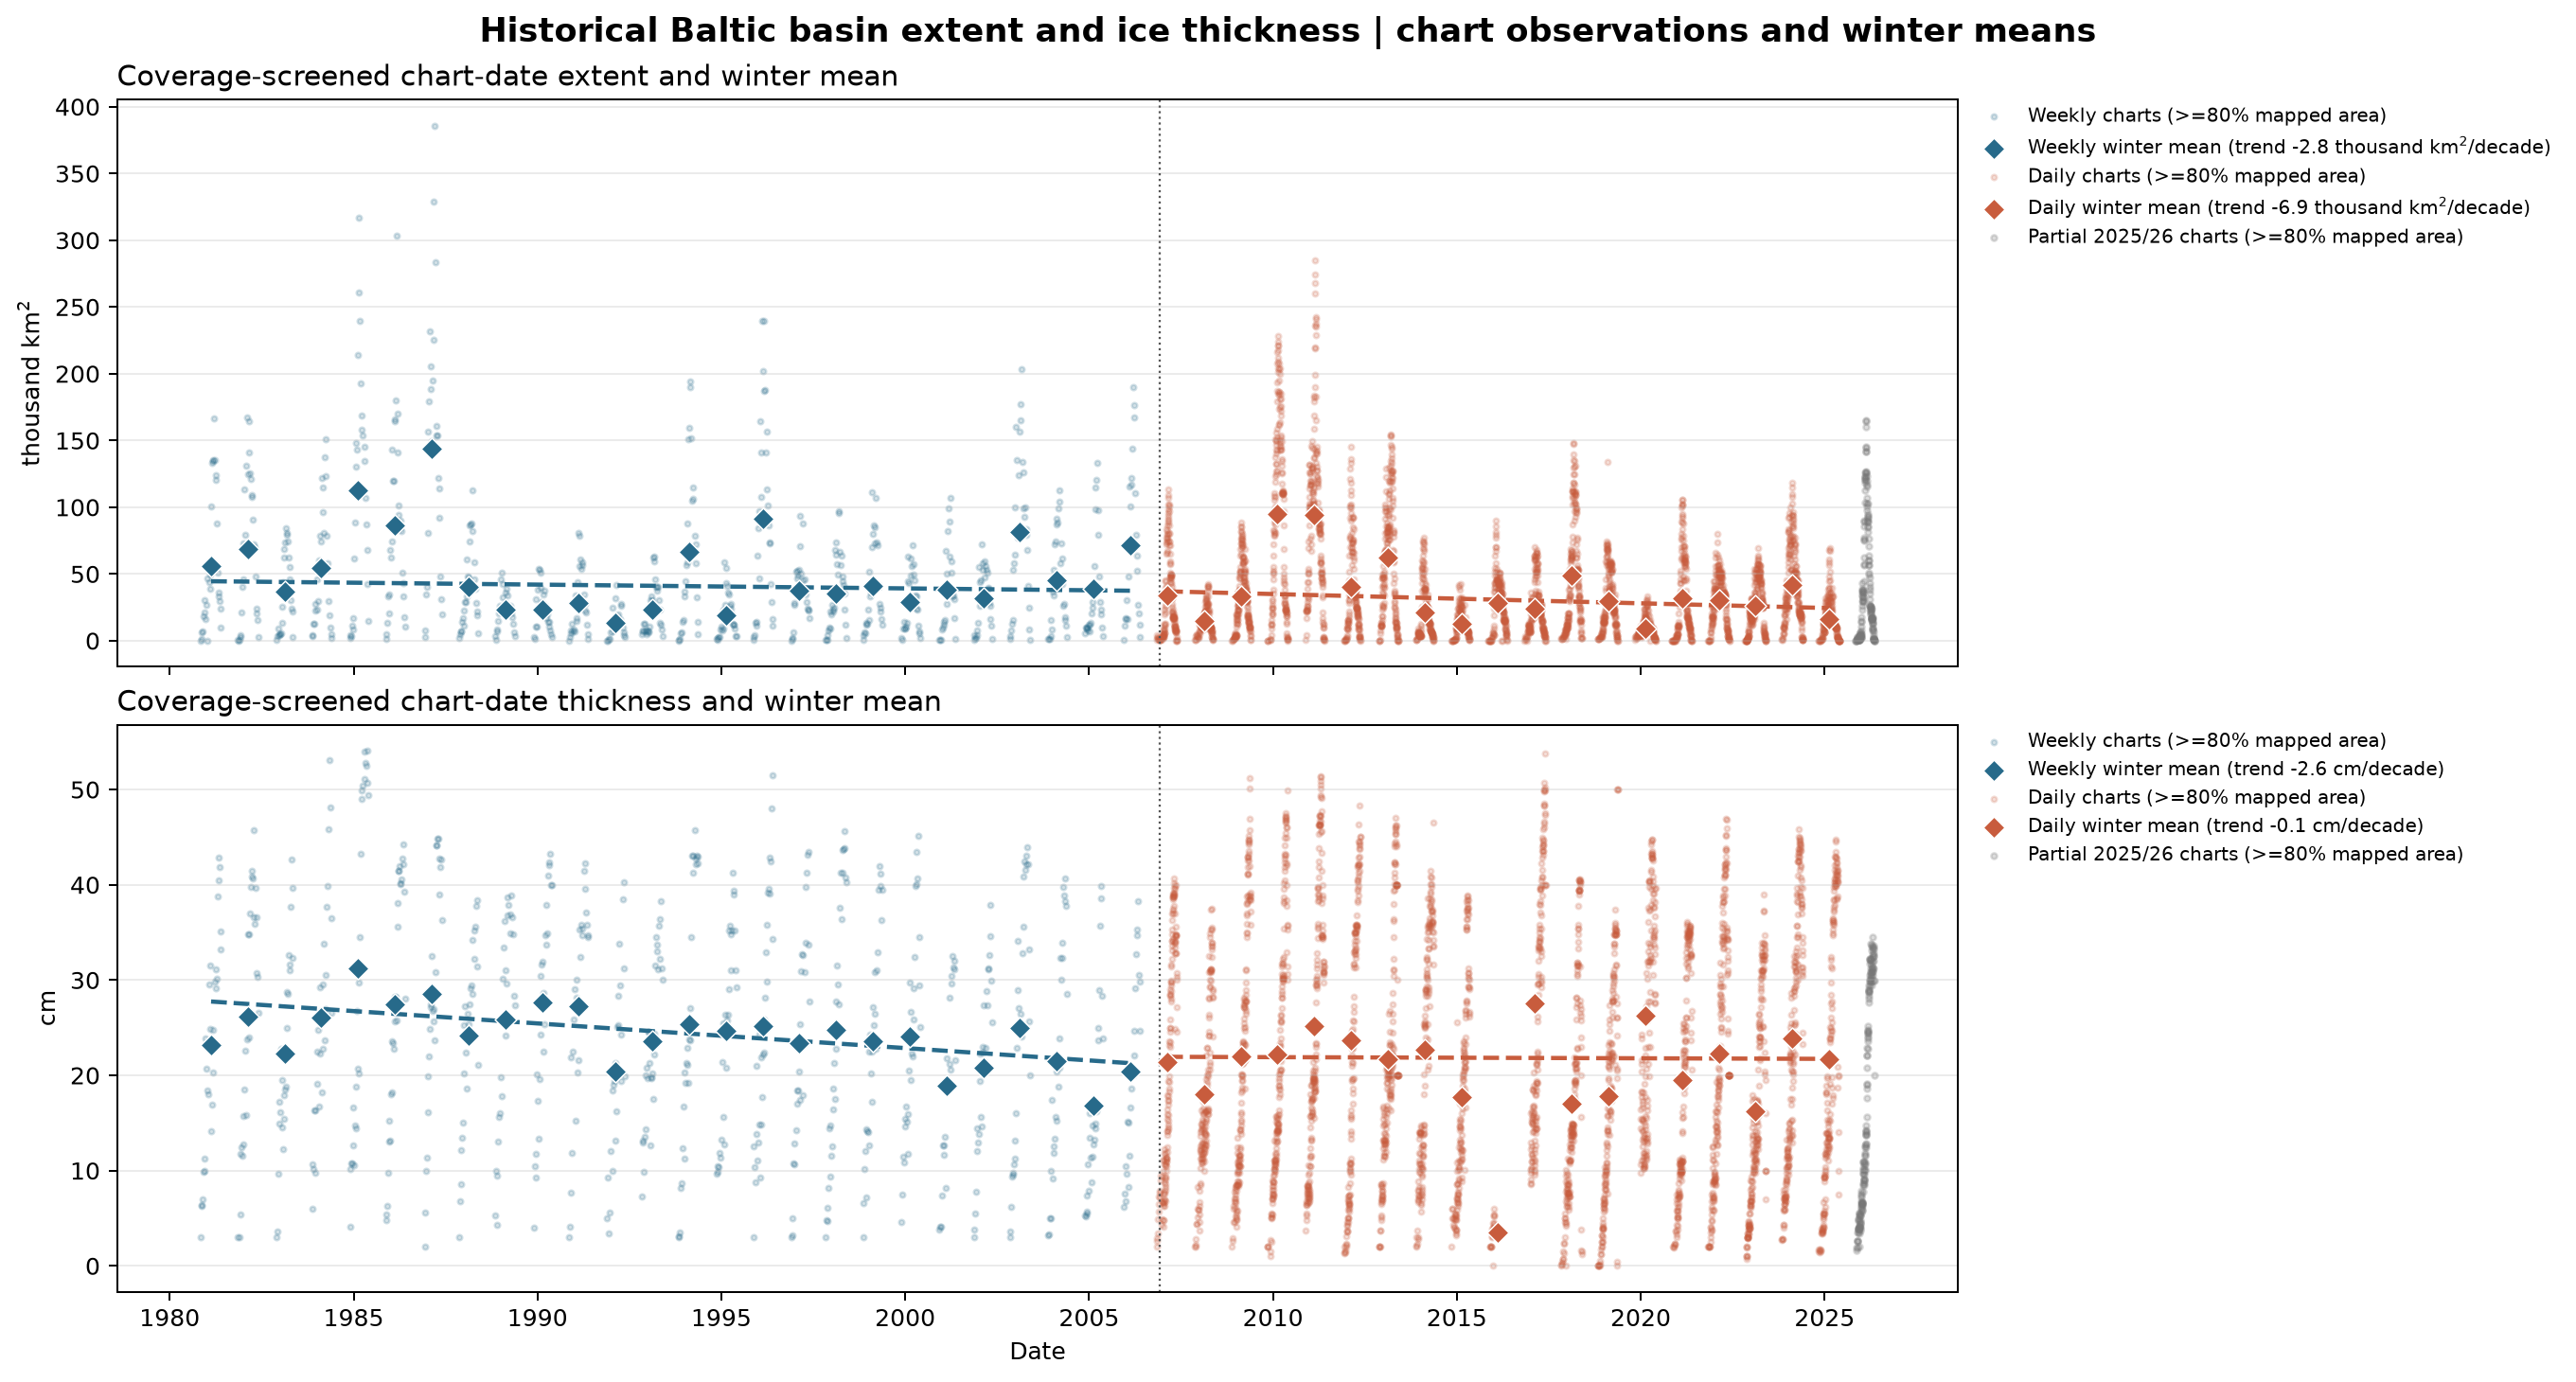 Historical Baltic basin extent and ice thickness | chart observations and winter means
Coverage-screened chart-date extent and winter mean
400
350
300
250
200
150
100
50
0
thousand km²
Weekly charts (>=80% mapped area)
Weekly winter mean (trend -2.8 thousand km²/decade)
Daily charts (>=80% mapped area)
Daily winter mean (trend -6.9 thousand km²/decade)
Partial 2025/26 charts (>=80% mapped area)
Coverage-screened chart-date thickness and winter mean
50
40
30
20
10
0
cm
Weekly charts (>=80% mapped area)
Weekly winter mean (trend -2.6 cm/decade)
Daily charts (>=80% mapped area)
Daily winter mean (trend -0.1 cm/decade)
Partial 2025/26 charts (>=80% mapped area)
1980 1985 1990 1995 2000 2005 2010 2015 2020 2025
Date